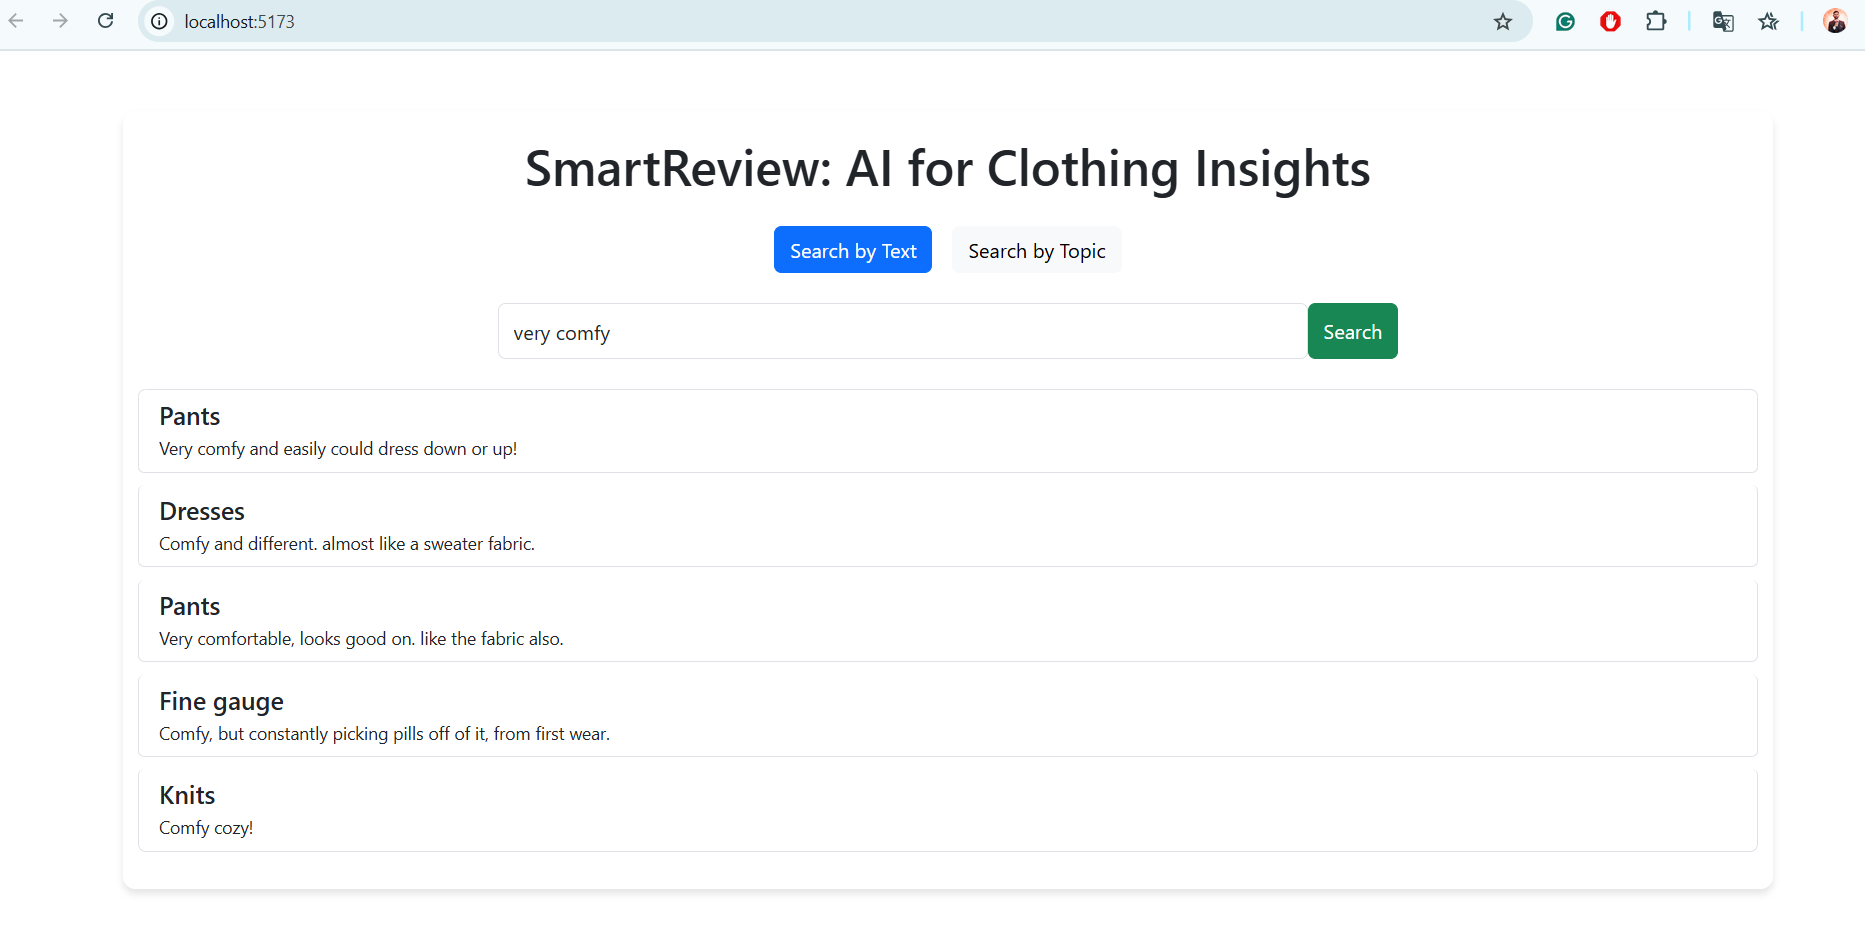 localhost:5173
SmartReview: AI for Clothing Insights
Search by Text Search by Topic
very comfy Search
Pants
Very comfy and easily could dress down or up!
Dresses
Comfy and different. almost like a sweater fabric.
Pants
Very comfortable, looks good on. like the fabric also.
Fine gauge
Comfy, but constantly picking pills off of it, from first wear.
Knits
Comfy cozy!